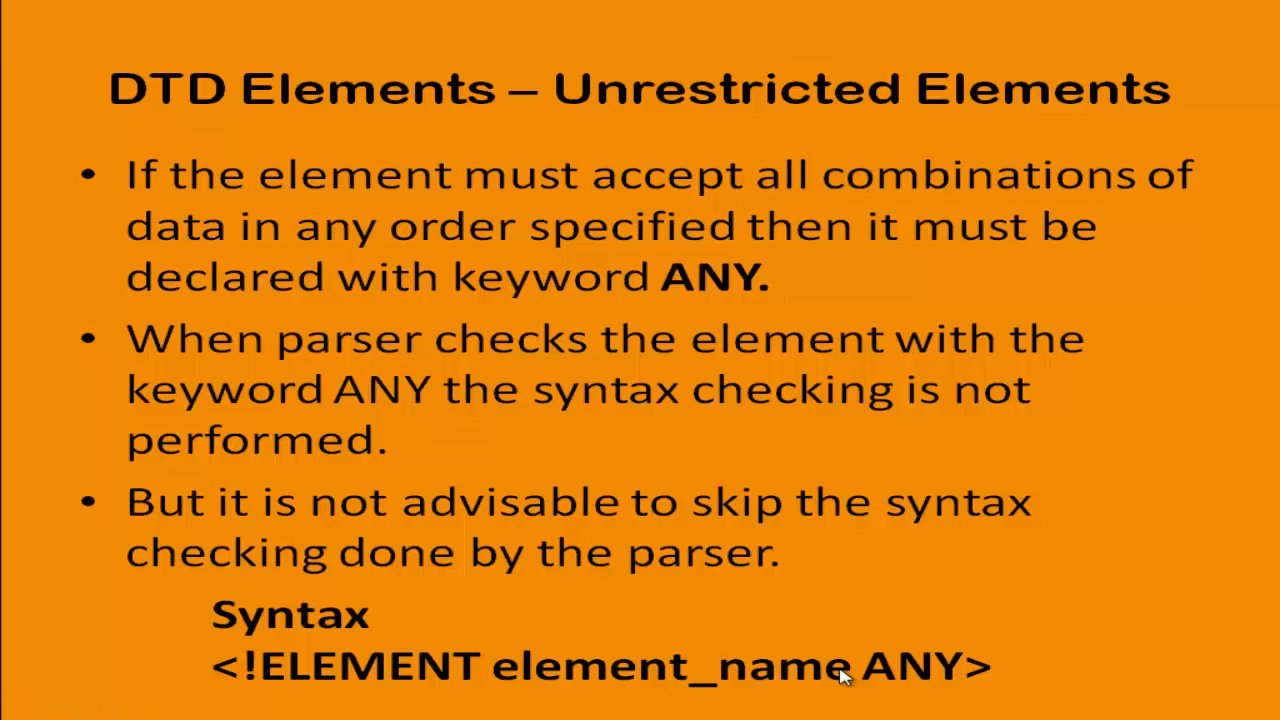 DTD Elements – Unrestricted Elements
• If the element must accept all combinations of
data in any order specified then it must be
declared with keyword ANY.
• When parser checks the element with the
keyword ANY the syntax checking is not
performed.
• But it is not advisable to skip the syntax
checking done by the parser.
Syntax
<!ELEMENT element_name ANY>